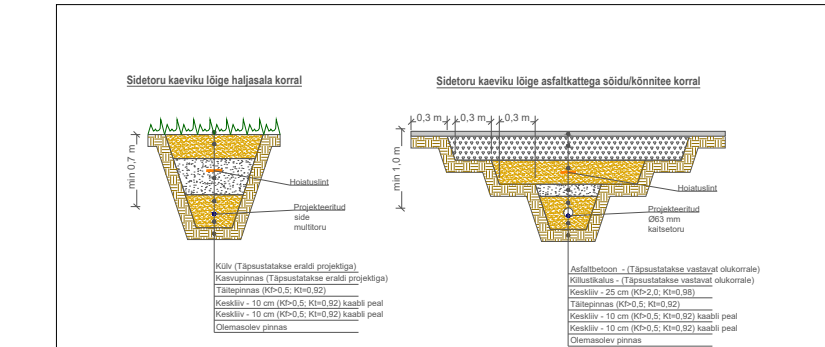 Sidetoru kaeviku lõige haljasala korral
min 0,7 m
Hoiatuslint
Projekteeritud
side
multitoru
Külv (Täpsustatakse eraldi projektiga)
Kasvupinnas (Täpsustatakse eraldi projektiga)
Täitepinnas (Kf>0,5; Kt=0,92)
Keskliiv - 10 cm (Kf>0,5; Kt=0,92) kaabli peal
Keskliiv - 10 cm (Kf>0,5; Kt=0,92) kaabli peal
Olemasolev pinnas
Sidetoru kaeviku lõige asfaltkattega sõidu/kõnnitee korral
0,3 m 0,3 m 0,3 m
min 1,0 m
Hoiatuslint
Projekteeritud
Ø63 mm
kaitsetoru
Asfaltbetoon - (Täpsustatakse vastavat olukorrale)
Killustikalus - (Täpsustatakse vastavat olukorrale)
Keskliiv - 25 cm (Kf>2,0; Kt=0,98)
Täitepinnas (Kf>0,5; Kt=0,92)
Keskliiv - 10 cm (Kf>0,5; Kt=0,92) kaabli peal
Keskliiv - 10 cm (Kf>0,5; Kt=0,92) kaabli peal
Olemasolev pinnas